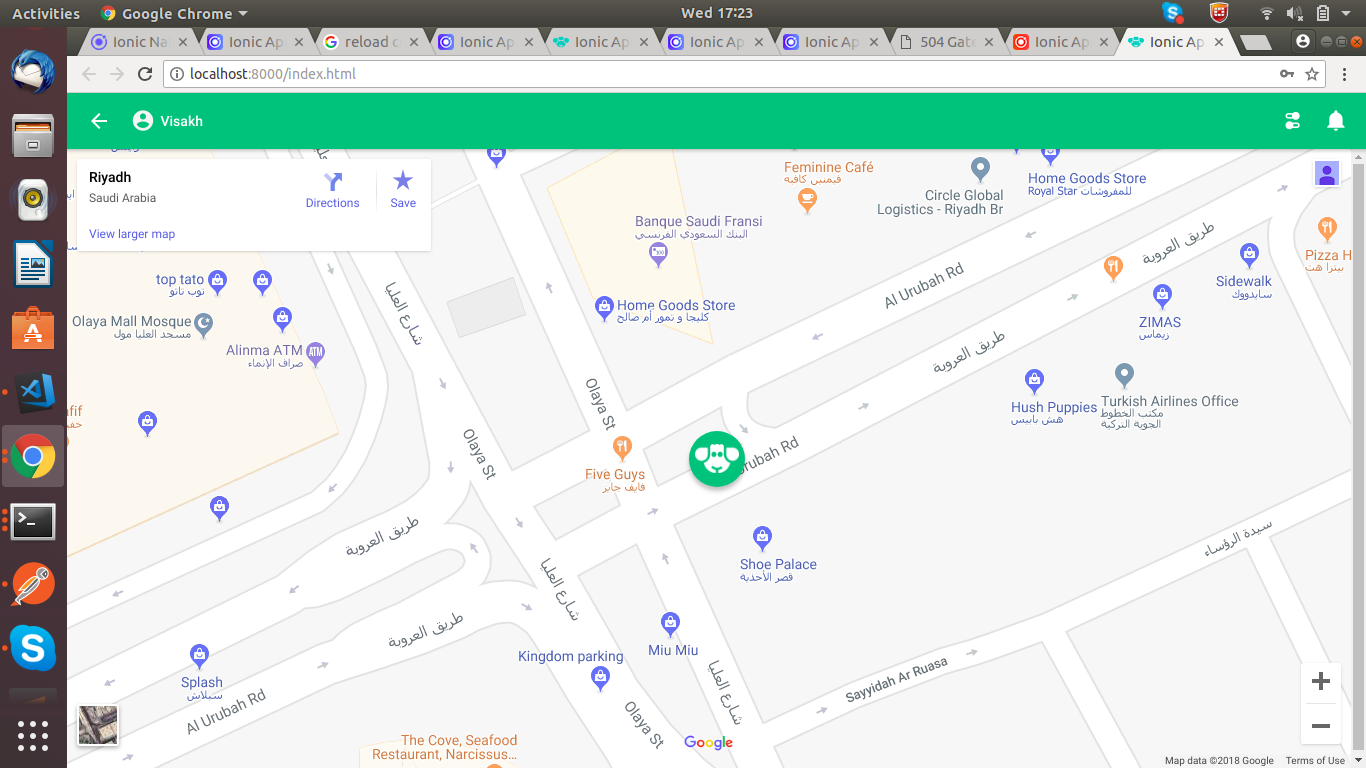 Activities
Google Chrome
Wed 17:23
Ionic Na
Ionic Ap
reload c
Ionic Ap
Ionic Ap
Ionic Ap
Ionic Ap
504 Gate
Ionic Ap
Ionic Ap
localhost:8000/index.html
Visakh
Riyadh
Saudi Arabia
Directions
Save
View larger map
Feminine Café
فيمنين كافيه
Circle Global
Logistics - Riyadh Br
Home Goods Store
Royal Star للمفروشات
Banque Saudi Fransi
البنك السعودي الفرنسي
طريق العروبة
Pizza H
بيتزا هت
Al Urubah Rd
Sidewalk
سايدووك
top tato
توب تاتو
شارع العليا
Home Goods Store
كليجا و تمور أم صالح
Olaya Mall Mosque
مسجد العليا مول
ZIMAS
زيماس
Alinma ATM
صراف الإنماء
ATM
طريق العروبة
Olaya St
Hush Puppies
هش بابيس
Turkish Airlines Office
مكتب الخطوط
الجوية التركية
fif
Olaya St
Five Guys
فايف جايز
rubah Rd
طريق العروبة
سيدة الرؤساء
Shoe Palace
قصر الأحذية
شارع العليا
طريق العروبة
Miu Miu
Kingdom parking
Splash
سبلاش
Al Urubah Rd
شارع العليا
Sayyidah Ar Ruasa
Olaya St
The Cove, Seafood
Restaurant, Narcissus...
Google
Map data ©2018 Google
Terms of Use